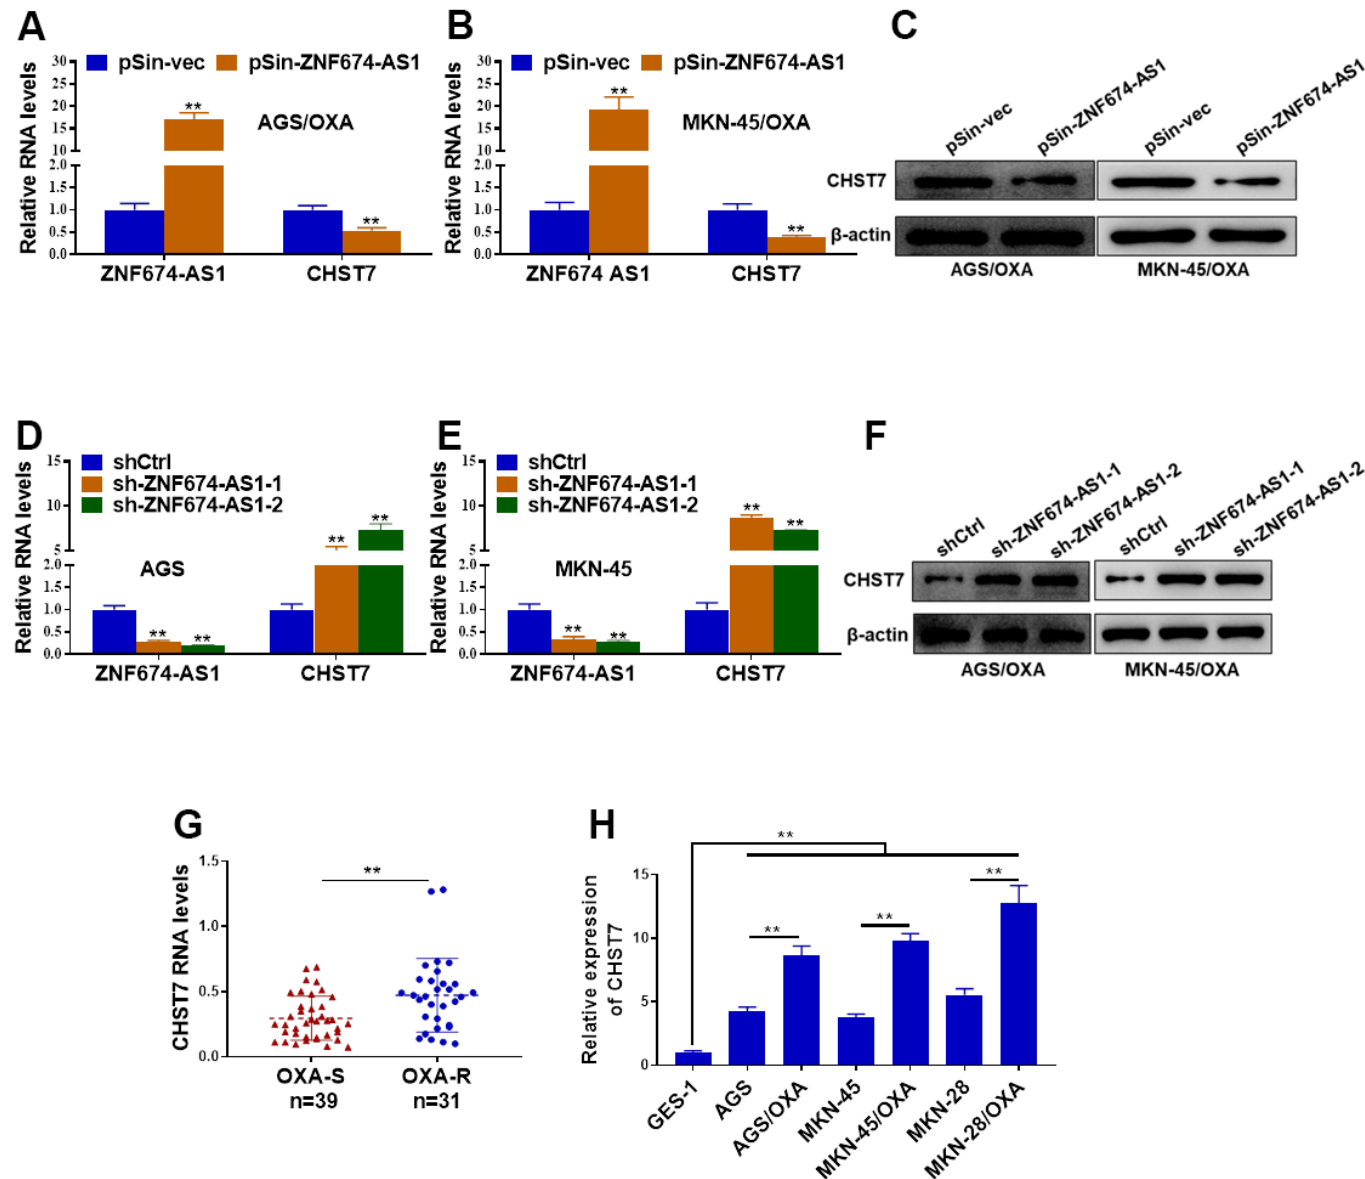 A
Relative RNA levels
pSin-vec pSin-ZNF674-AS1
30
25
20
15
10
2.0
1.5
1.0
0.5
0.0
AGS/OXA
**
**
ZNF674-AS1 CHST7
B
Relative RNA levels
pSin-vec pSin-ZNF674-AS1
30
25
20
15
10
2.0
1.5
1.0
0.5
0.0
MKN-45/OXA
**
**
ZNF674 AS1 CHST7
C
pSin-vec pSin-ZNF674-AS1 pSin-vec pSin-ZNF674-AS1
CHST7
β-actin
AGS/OXA MKN-45/OXA
D
Relative RNA levels
shCtrl
sh-ZNF674-AS1-1
sh-ZNF674-AS1-2
15
10
5
2.0
1.5
1.0
0.5
0.0
AGS
** **
** **
ZNF674-AS1 CHST7
E
Relative RNA levels
shCtrl
sh-ZNF674-AS1-1
sh-ZNF674-AS1-2
15
10
5
2.0
1.5
1.0
0.5
0.0
MKN-45
** **
** **
ZNF674-AS1 CHST7
F
shCtrl sh-ZNF674-AS1-1 sh-ZNF674-AS1-2 shCtrl sh-ZNF674-AS1-1 sh-ZNF674-AS1-2
CHST7
β-actin
AGS/OXA MKN-45/OXA
G
CHST7 RNA levels
1.5
1.0
0.5
0.0
**
OXA-S OXA-R
n=39 n=31
H
Relative expression
of CHST7
15
10
5
0
**
**
**
**
GES-1 AGS AGS/OXA MKN-45 MKN-45/OXA MKN-28 MKN-28/OXA